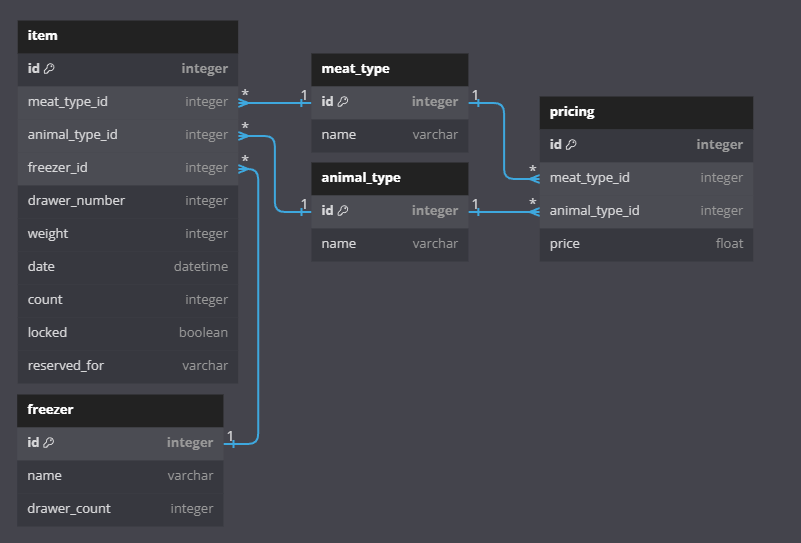 item
id integer
meat_type_id integer
animal_type_id integer
freezer_id integer
drawer_number integer
weight integer
date datetime
count integer
locked boolean
reserved_for varchar
freezer
id integer
name varchar
drawer_count integer
meat_type
id integer
name varchar
animal_type
id integer
name varchar
pricing
id integer
meat_type_id integer
animal_type_id integer
price float
* 1
* 1
* 1
1 *
1 *